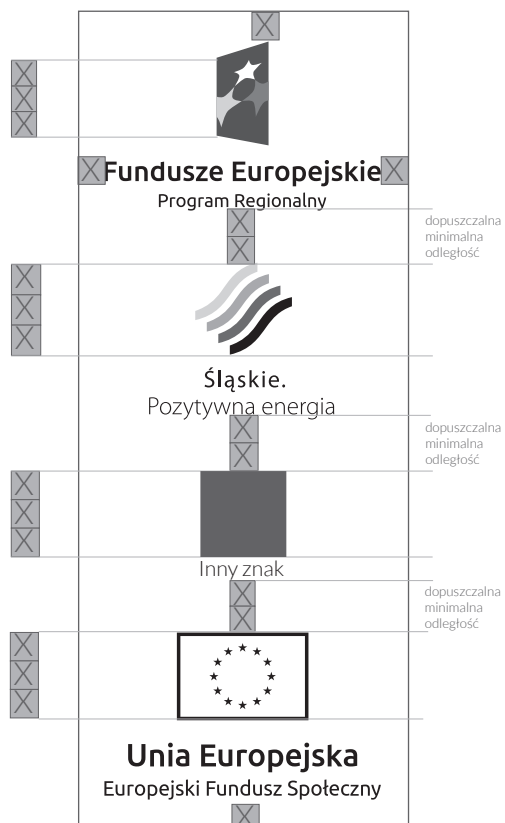 X
X
X
X
X Fundusze Europejskie X
Program Regionalny
X
X
dopuszczalna
minimalna
odległość
X
X
X
Śląskie.
Pozytywna energia
X
X
dopuszczalna
minimalna
odległość
X
X
X
Inny znak
X
X
dopuszczalna
minimalna
odległość
X
X
X
Unia Europejska
Europejski Fundusz Społeczny
X